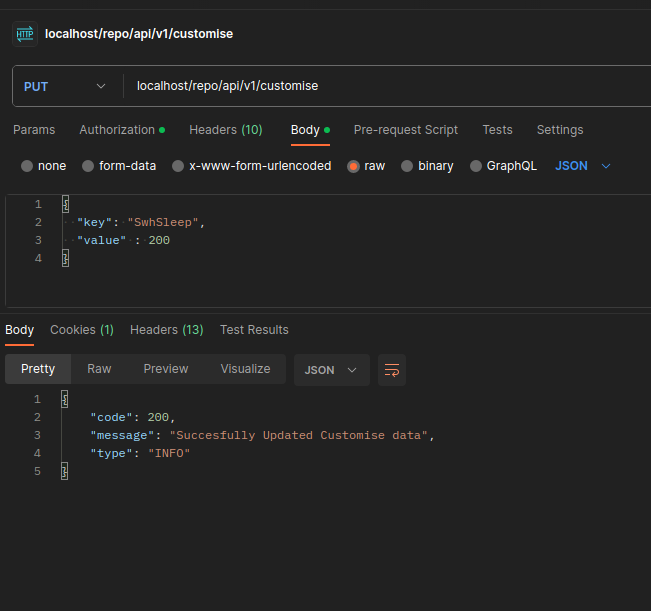 HTTP localhost/repo/api/v1/customise
PUT localhost/repo/api/v1/customise
Params Authorization Headers (10) Body Pre-request Script Tests Settings
none form-data x-www-form-urlencoded raw binary GraphQL JSON
1 {
2 "key": "SwhSleep",
3 "value" : 200
4 }
Body Cookies (1) Headers (13) Test Results
Pretty Raw Preview Visualize JSON
1 {
2 "code": 200,
3 "message": "Succesfully Updated Customise data",
4 "type": "INFO"
5 }